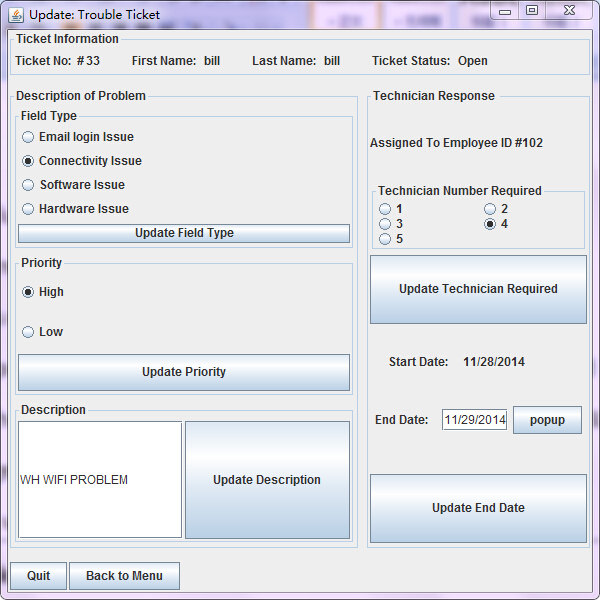 Update: Trouble Ticket
Ticket Information
Ticket No: #33 First Name: bill Last Name: bill Ticket Status: Open
Description of Problem
Field Type
Email login Issue
Connectivity Issue
Software Issue
Hardware Issue
Update Field Type
Priority
High
Low
Update Priority
Description
WH WIFI PROBLEM
Update Description
Technician Response
Assigned To Employee ID #102
Technician Number Required
1 2
3 4
5
Update Technician Required
Start Date: 11/28/2014
End Date: 11/29/2014 popup
Update End Date
Quit Back to Menu